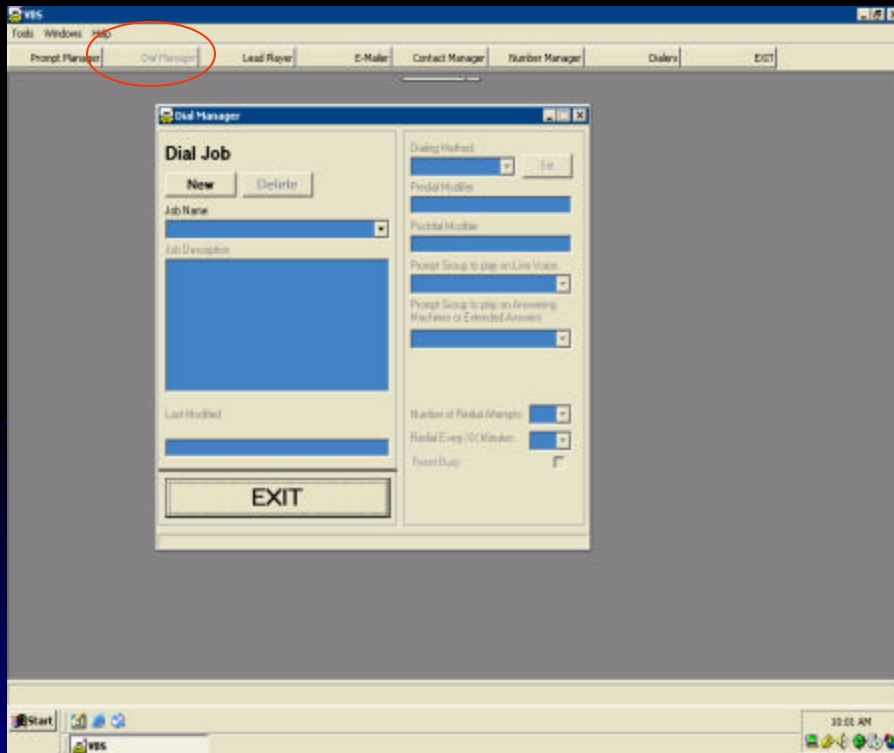 VBS
Tools Windows Help
Prompt Manager Dial Manager Lead Player E-Mailer Contact Manager Number Manager Dialers EXIT
Dial Manager
Dial Job
New Delete
Job Name
Job Description
Last Modified
EXIT
Dialing Method
Predial Modifier
Postdial Modifier
Prompt Group to play on Live Voice
Prompt Group to play on Answering
Machines or Extended Answers
Number of Redial Attempts
Redial Every
Minutes
Start
10:01 AM
VBS